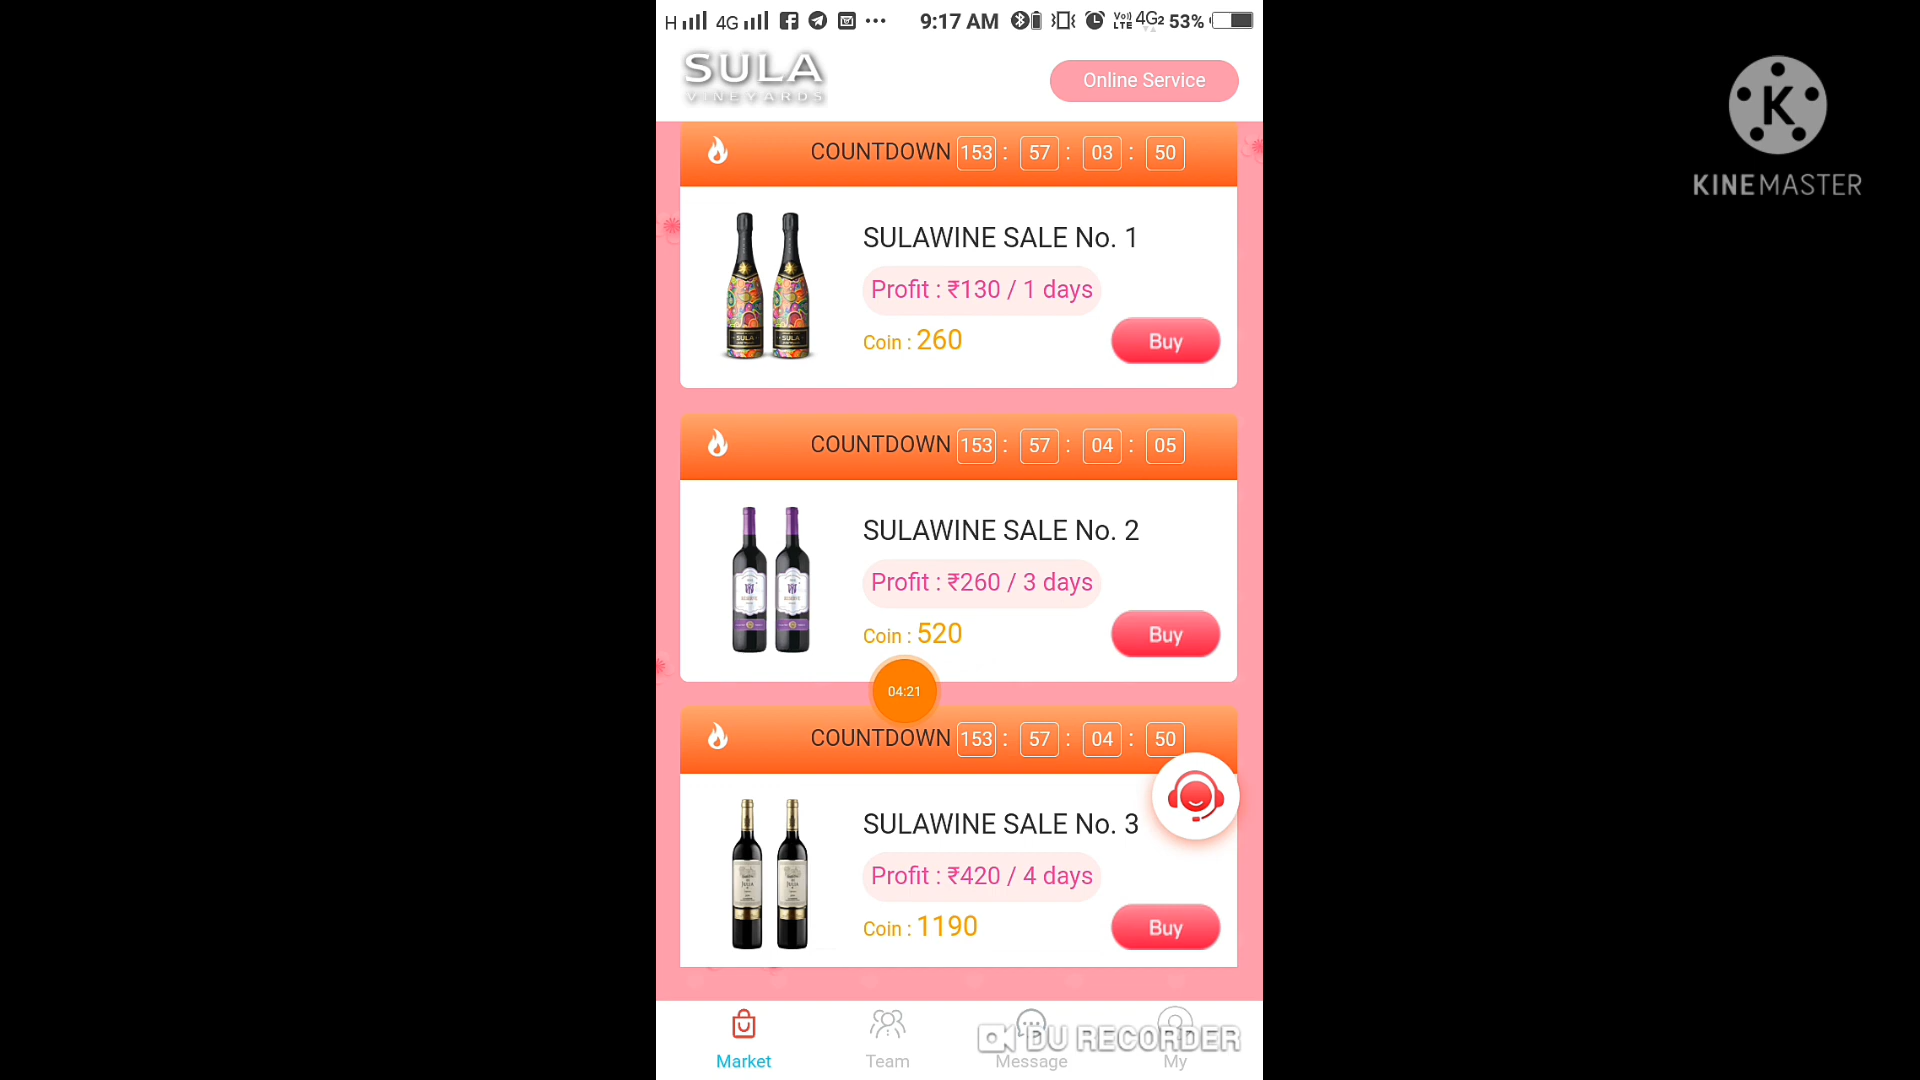 H 4G 9:17 AM VoLTE 4G2 53%
SULA
VINEYARDS
Online Service
COUNTDOWN 153 : 57 : 03 : 50
SULAWINE SALE No. 1
Profit : ₹130 / 1 days
Coin : 260
Buy
COUNTDOWN 153 : 57 : 04 : 05
SULAWINE SALE No. 2
Profit : ₹260 / 3 days
Coin : 520
Buy
04:21
COUNTDOWN 153 : 57 : 04 : 50
SULAWINE SALE No. 3
Profit : ₹420 / 4 days
Coin : 1190
Buy
DU RECORDER
Market Team Message My
K
KINEMASTER
SULA SULA